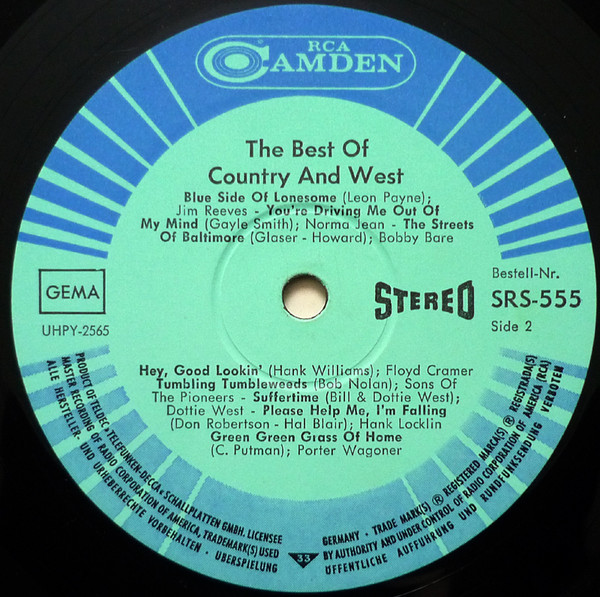 RCA
CAMDEN
The Best Of
Country And West
Blue Side Of Lonesome (Leon Payne);
Jim Reeves - You're Driving Me Out Of
My Mind (Gayle Smith); Norma Jean - The Streets
Of Baltimore (Glaser - Howard); Bobby Bare
GEMA
UHPY-2565
STEREO
Bestell-Nr.
SRS-555
Side 2
Hey, Good Lookin' (Hank Williams); Floyd Cramer
Tumbling Tumbleweeds (Bob Nolan); Sons Of
The Pioneers - Suffertime (Bill & Dottie West);
Dottie West - Please Help Me, I'm Falling
(Don Robertson - Hal Blair); Hank Locklin
Green Green Grass Of Home
(C. Putman); Porter Wagoner
PRODUCT OF TELDEC »TELEFUNKEN-DECCA« SCHALLPLATTEN GMBH. LICENSEE
MASTER RECORDING OF RADIO CORPORATION OF AMERICA, TRADEMARK(S) USED
ALLE HERSTELLER- UND URHEBERRECHTE VORBEHALTEN · ÜBERSPIELUNG
33
GERMANY · TRADE MARK(S) ® REGISTERED MARCA(S) ® REGISTRADA(S)
BY AUTHORITY AND UNDER CONTROL OF RADIO CORPORATION OF AMERICA (RCA)
ÖFFENTLICHE AUFFÜHRUNG UND RUNDFUNKSENDUNG VERBOTEN